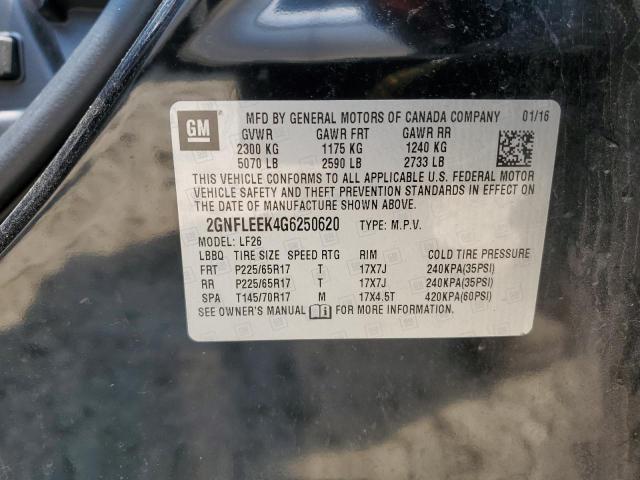 GM
MFD BY GENERAL MOTORS OF CANADA COMPANY 01/16
GVWR GAWR FRT GAWR RR
2300 KG 1175 KG 1240 KG
5070 LB 2590 LB 2733 LB
THIS VEHICLE CONFORMS TO ALL APPLICABLE U.S. FEDERAL MOTOR
VEHICLE SAFETY AND THEFT PREVENTION STANDARDS IN EFFECT ON
THE DATE OF MANUFACTURE SHOWN ABOVE.
2GNFLEEK4G6250620 TYPE: M.P.V.
MODEL: LF26
LBBQ TIRE SIZE SPEED RTG RIM COLD TIRE PRESSURE
FRT P225/65R17 T 17X7J 240KPA(35PSI)
RR P225/65R17 T 17X7J 240KPA(35PSI)
SPA T145/70R17 M 17X4.5T 420KPA(60PSI)
SEE OWNER'S MANUAL FOR MORE INFORMATION.